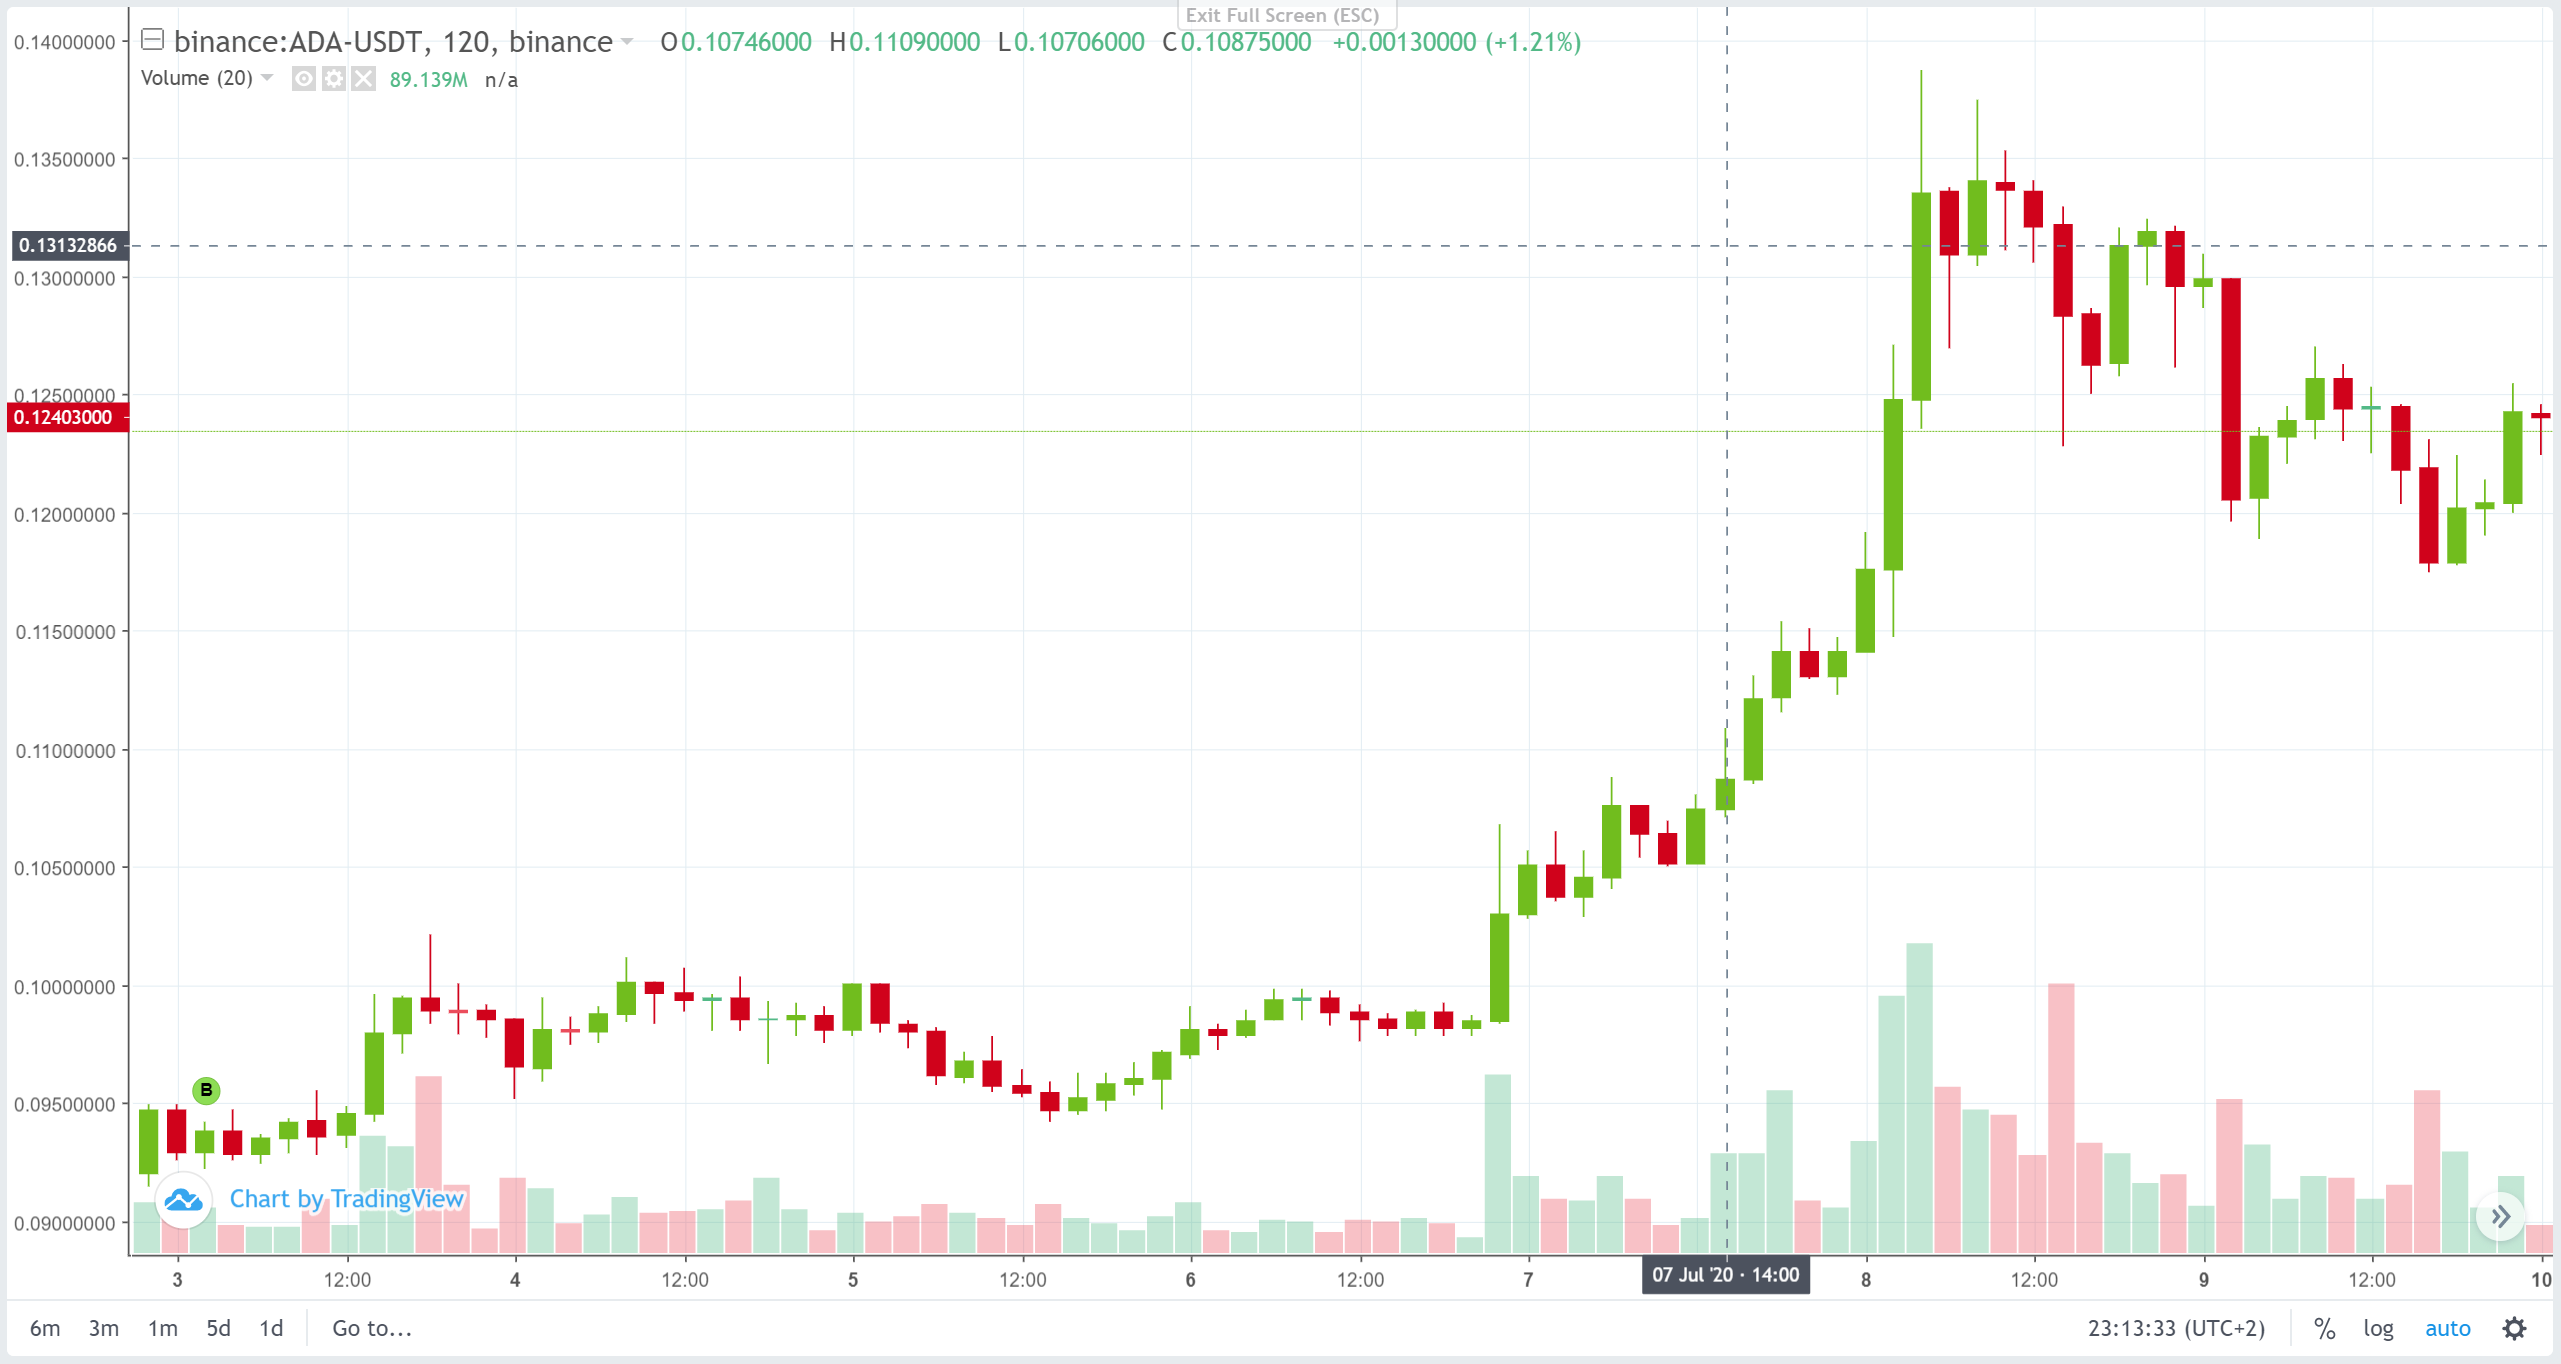 Exit Full Screen (ESC)
binance:ADA-USDT, 120, binance O0.10746000 H0.11090000 L0.10706000 C0.10875000 +0.00130000 (+1.21%)
Volume (20) 89.139M n/a
0.14000000
0.13500000
0.13132866
0.13000000
0.12500000
0.12403000
0.12000000
0.11500000
0.11000000
0.10500000
0.10000000
0.09500000
0.09000000
B
Chart by TradingView
3 12:00 4 12:00 5 12:00 6 12:00 7 07 Jul '20 · 14:00 8 12:00 9 12:00 10
6m 3m 1m 5d 1d Go to... 23:13:33 (UTC+2) % log auto